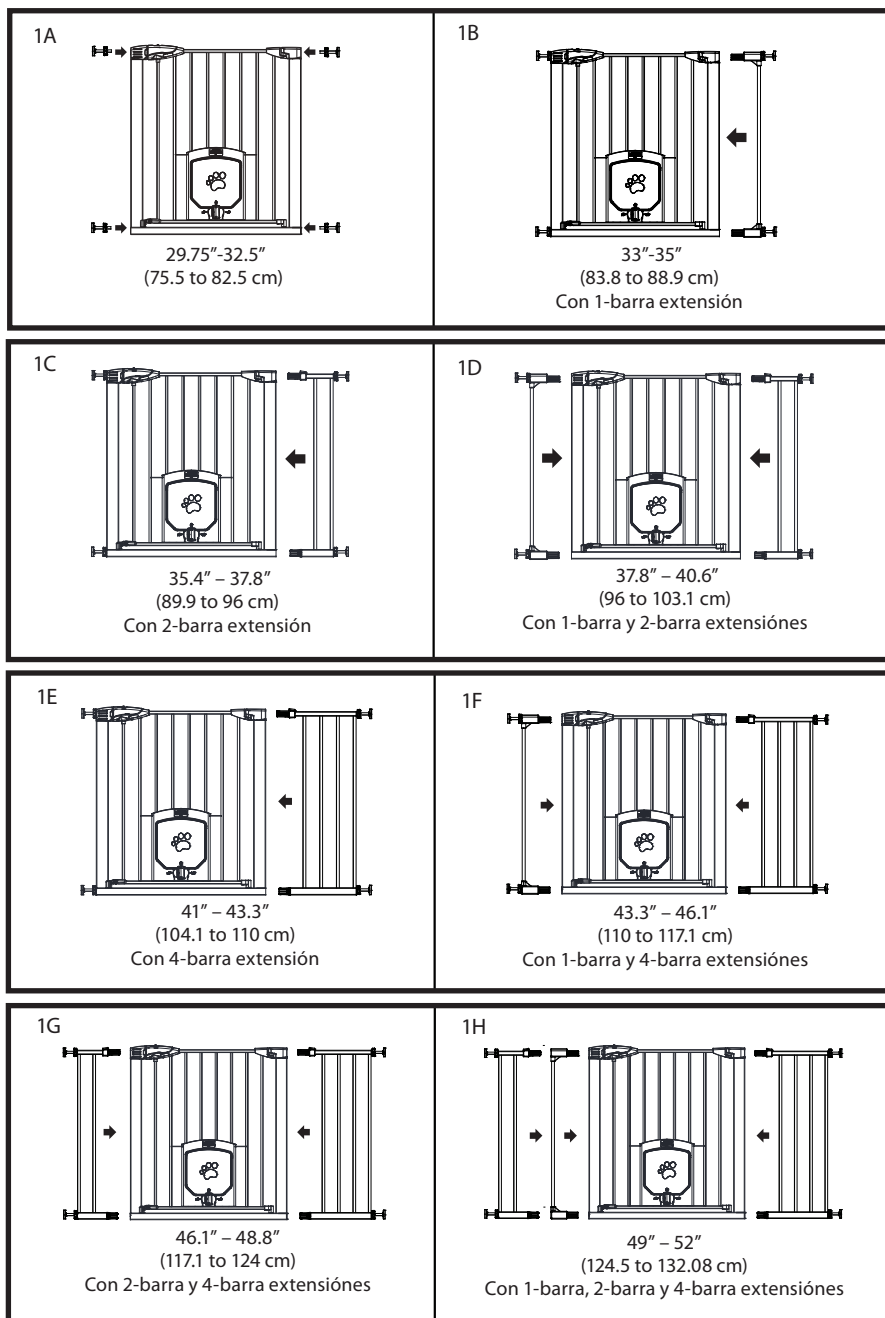 1A
29.75”-32.5”
(75.5 to 82.5 cm)
1B
33”-35”
(83.8 to 88.9 cm)
Con 1-barra extensión
1C
35.4” – 37.8”
(89.9 to 96 cm)
Con 2-barra extensión
1D
37.8” – 40.6”
(96 to 103.1 cm)
Con 1-barra y 2-barra extensiónes
1E
41” – 43.3”
(104.1 to 110 cm)
Con 4-barra extensión
1F
43.3” – 46.1”
(110 to 117.1 cm)
Con 1-barra y 4-barra extensiónes
1G
46.1” – 48.8”
(117.1 to 124 cm)
Con 2-barra y 4-barra extensiónes
1H
49” – 52”
(124.5 to 132.08 cm)
Con 1-barra, 2-barra y 4-barra extensiónes